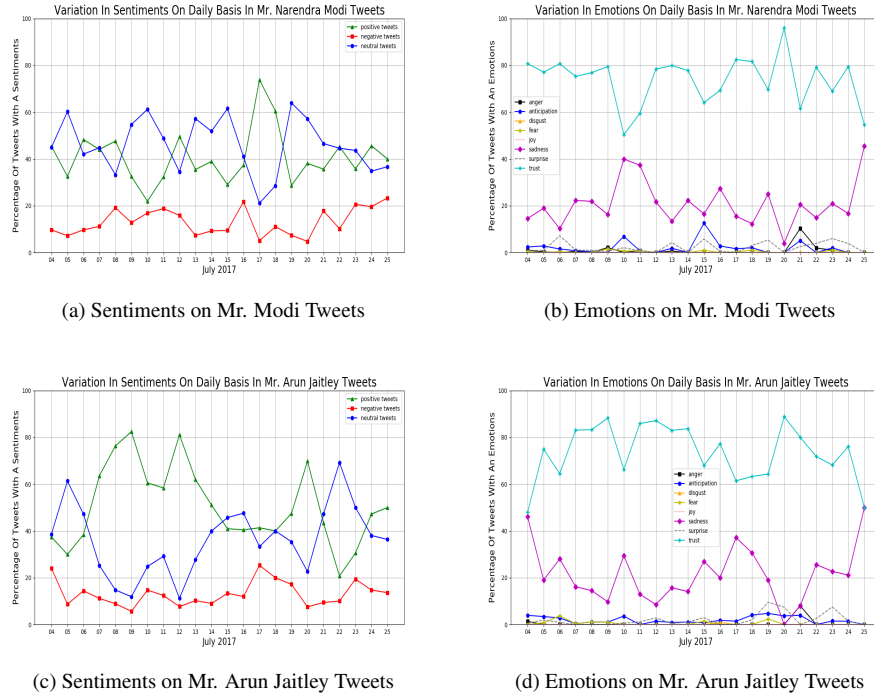 Variation In Sentiments On Daily Basis In Mr. Narendra Modi Tweets
Percentage Of Tweets With A Sentiments
100
80
60
40
20
0
positive tweets
negative tweets
neutral tweets
04 05 06 07 08 09 10 11 12 13 14 15 16 17 18 19 20 21 22 23 24 25
July 2017
(a) Sentiments on Mr. Modi Tweets
Variation In Emotions On Daily Basis In Mr. Narendra Modi Tweets
Percentage Of Tweets With An Emotions
100
80
60
40
20
0
anger
anticipation
disgust
fear
joy
sadness
surprise
trust
04 05 06 07 08 09 10 11 12 13 14 15 16 17 18 19 20 21 22 23 24 25
July 2017
(b) Emotions on Mr. Modi Tweets
Variation In Sentiments On Daily Basis In Mr. Arun Jaitley Tweets
Percentage Of Tweets With A Sentiments
100
80
60
40
20
0
positive tweets
negative tweets
neutral tweets
04 05 06 07 08 09 10 11 12 13 14 15 16 17 18 19 20 21 22 23 24 25
July 2017
(c) Sentiments on Mr. Arun Jaitley Tweets
Variation In Emotions On Daily Basis In Mr. Arun Jaitley Tweets
Percentage Of Tweets With An Emotions
100
80
60
40
20
0
anger
anticipation
disgust
fear
joy
sadness
surprise
trust
04 05 06 07 08 09 10 11 12 13 14 15 16 17 18 19 20 21 22 23 24 25
July 2017
(d) Emotions on Mr. Arun Jaitley Tweets